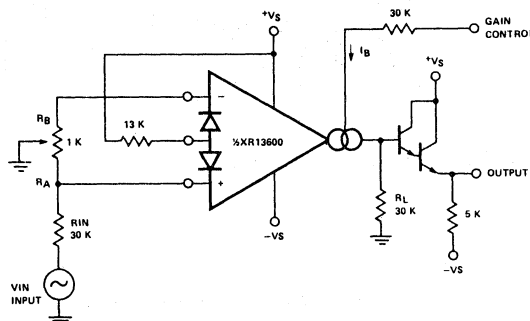 +VS
30 K
GAIN
CONTROL
IB
+VS
RB
1 K
13 K
−
½XR13600
+
RA
RIN
30 K
−VS
RL
30 K
OUTPUT
5 K
−VS
VIN
INPUT